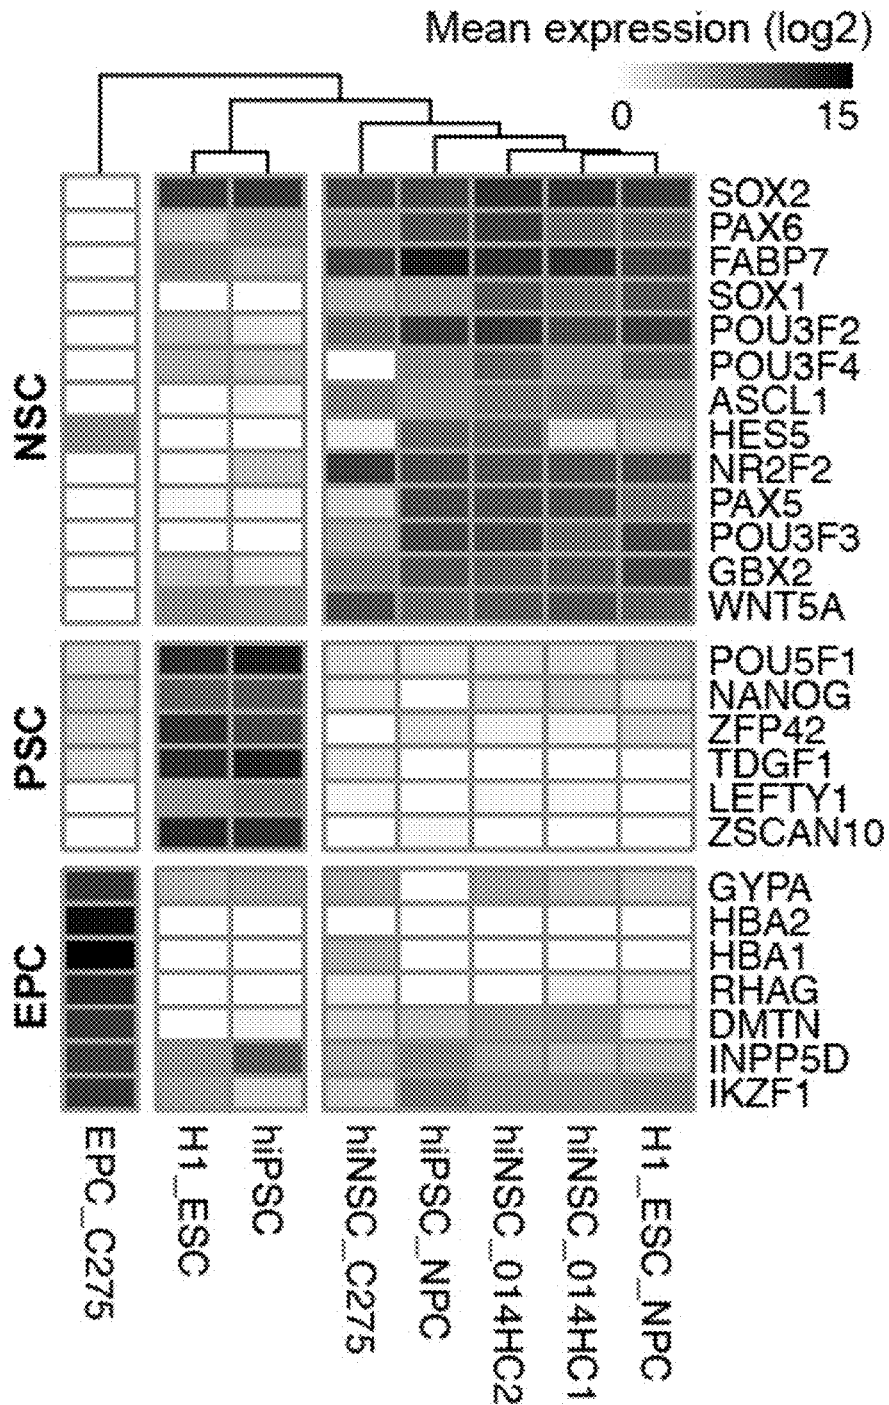 Mean expression (log2)
0
15
NSC
SOX2
PAX6
FABP7
SOX1
POU3F2
POU3F4
ASCL1
HES5
NR2F2
PAX5
POU3F3
GBX2
WNT5A
PSC
POU5F1
NANOG
ZFP42
TDGF1
LEFTY1
ZSCAN10
EPC
GYPA
HBA2
HBA1
RHAG
DMTN
INPP5D
IKZF1
EPC_C275
H1_ESC
hiPSC
hiNSC_C275
hiPSC_NPC
hiNSC_014HC2
hiNSC_014HC1
H1_ESC_NPC